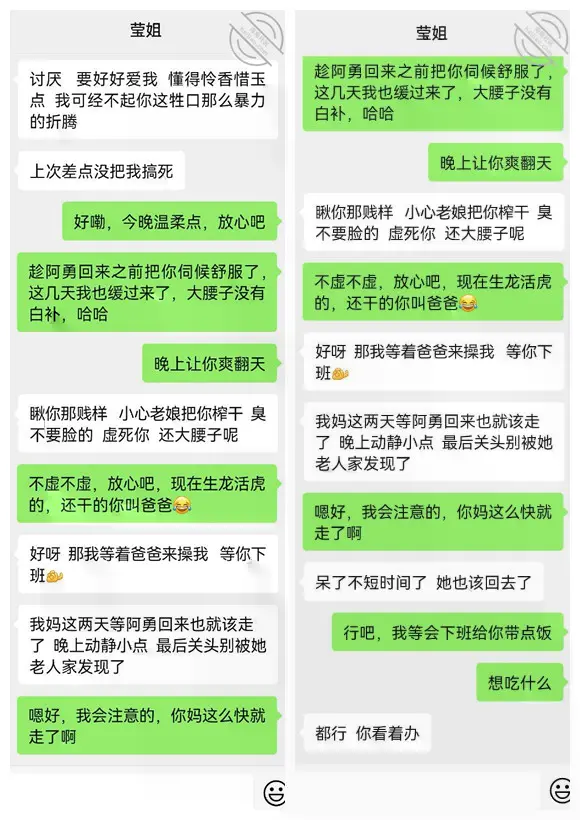 莹姐
讨厌 要好好爱我 懂得怜香惜玉
点 我可经不起你这牲口那么暴力
的折腾
上次差点没把我搞死
好嘞，今晚温柔点，放心吧
趁阿勇回来之前把你伺候舒服了，
这几天我也缓过来了，大腰子没有
白补，哈哈
晚上让你爽翻天
瞅你那贱样 小心老娘把你榨干 臭
不要脸的 虚死你 还大腰子呢
不虚不虚，放心吧，现在生龙活虎
的，还干的你叫爸爸😂
好呀 那我等着爸爸来操我 等你下
班💪
我妈这两天等阿勇回来也就该走
了 晚上动静小点 最后关头别被她
老人家发现了
嗯好，我会注意的，你妈这么快就
走了啊
莹姐
趁阿勇回来之前把你伺候舒服了，
这几天我也缓过来了，大腰子没有
白补，哈哈
晚上让你爽翻天
瞅你那贱样 小心老娘把你榨干 臭
不要脸的 虚死你 还大腰子呢
不虚不虚，放心吧，现在生龙活虎
的，还干的你叫爸爸😂
好呀 那我等着爸爸来操我 等你下
班💪
我妈这两天等阿勇回来也就该走
了 晚上动静小点 最后关头别被她
老人家发现了
嗯好，我会注意的，你妈这么快就
走了啊
呆了不短时间了 她也该回去了
行吧，我等会下班给你带点饭
想吃什么
都行 你看着办